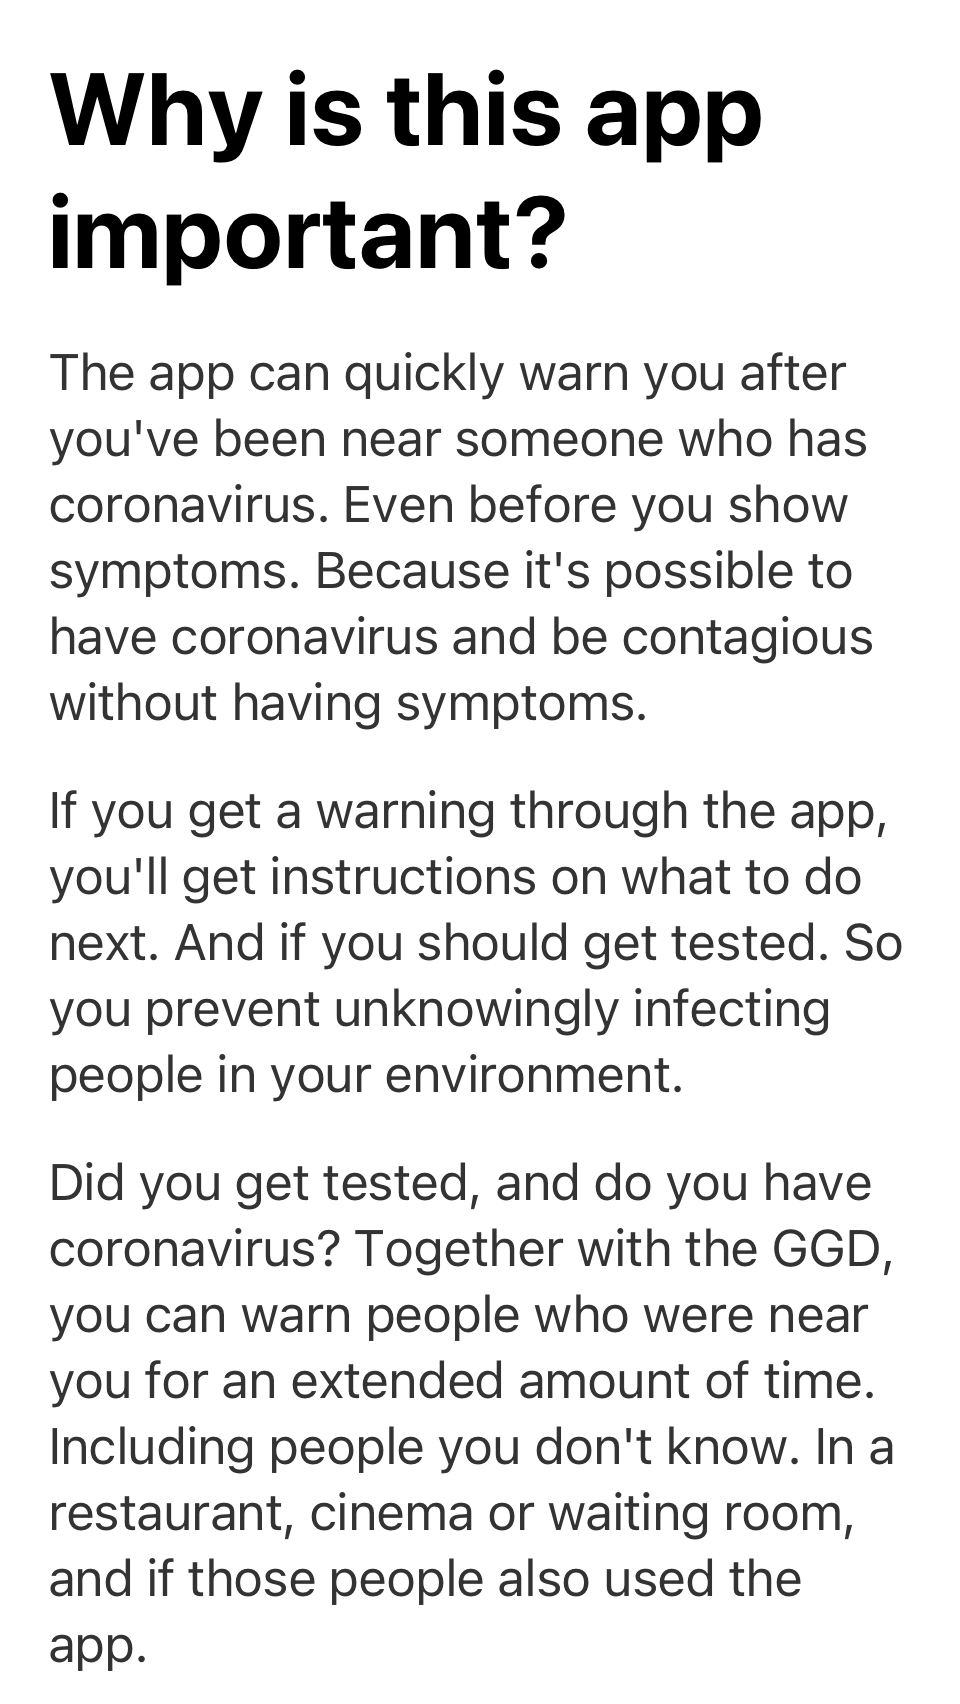 Why is this app
important?
The app can quickly warn you after
you've been near someone who has
coronavirus. Even before you show
symptoms. Because it's possible to
have coronavirus and be contagious
without having symptoms.
If you get a warning through the app,
you'll get instructions on what to do
next. And if you should get tested. So
you prevent unknowingly infecting
people in your environment.
Did you get tested, and do you have
coronavirus? Together with the GGD,
you can warn people who were near
you for an extended amount of time.
Including people you don't know. In a
restaurant, cinema or waiting room,
and if those people also used the
app.